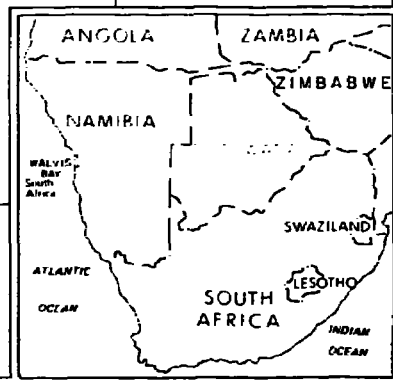 ANGOLA
ZAMBIA
ZIMBABWE
NAMIBIA
WALVIS
BAY
South
Africa
SWAZILAND
ATLANTIC
OCEAN
LESOTHO
SOUTH
AFRICA
INDIAN
OCEAN